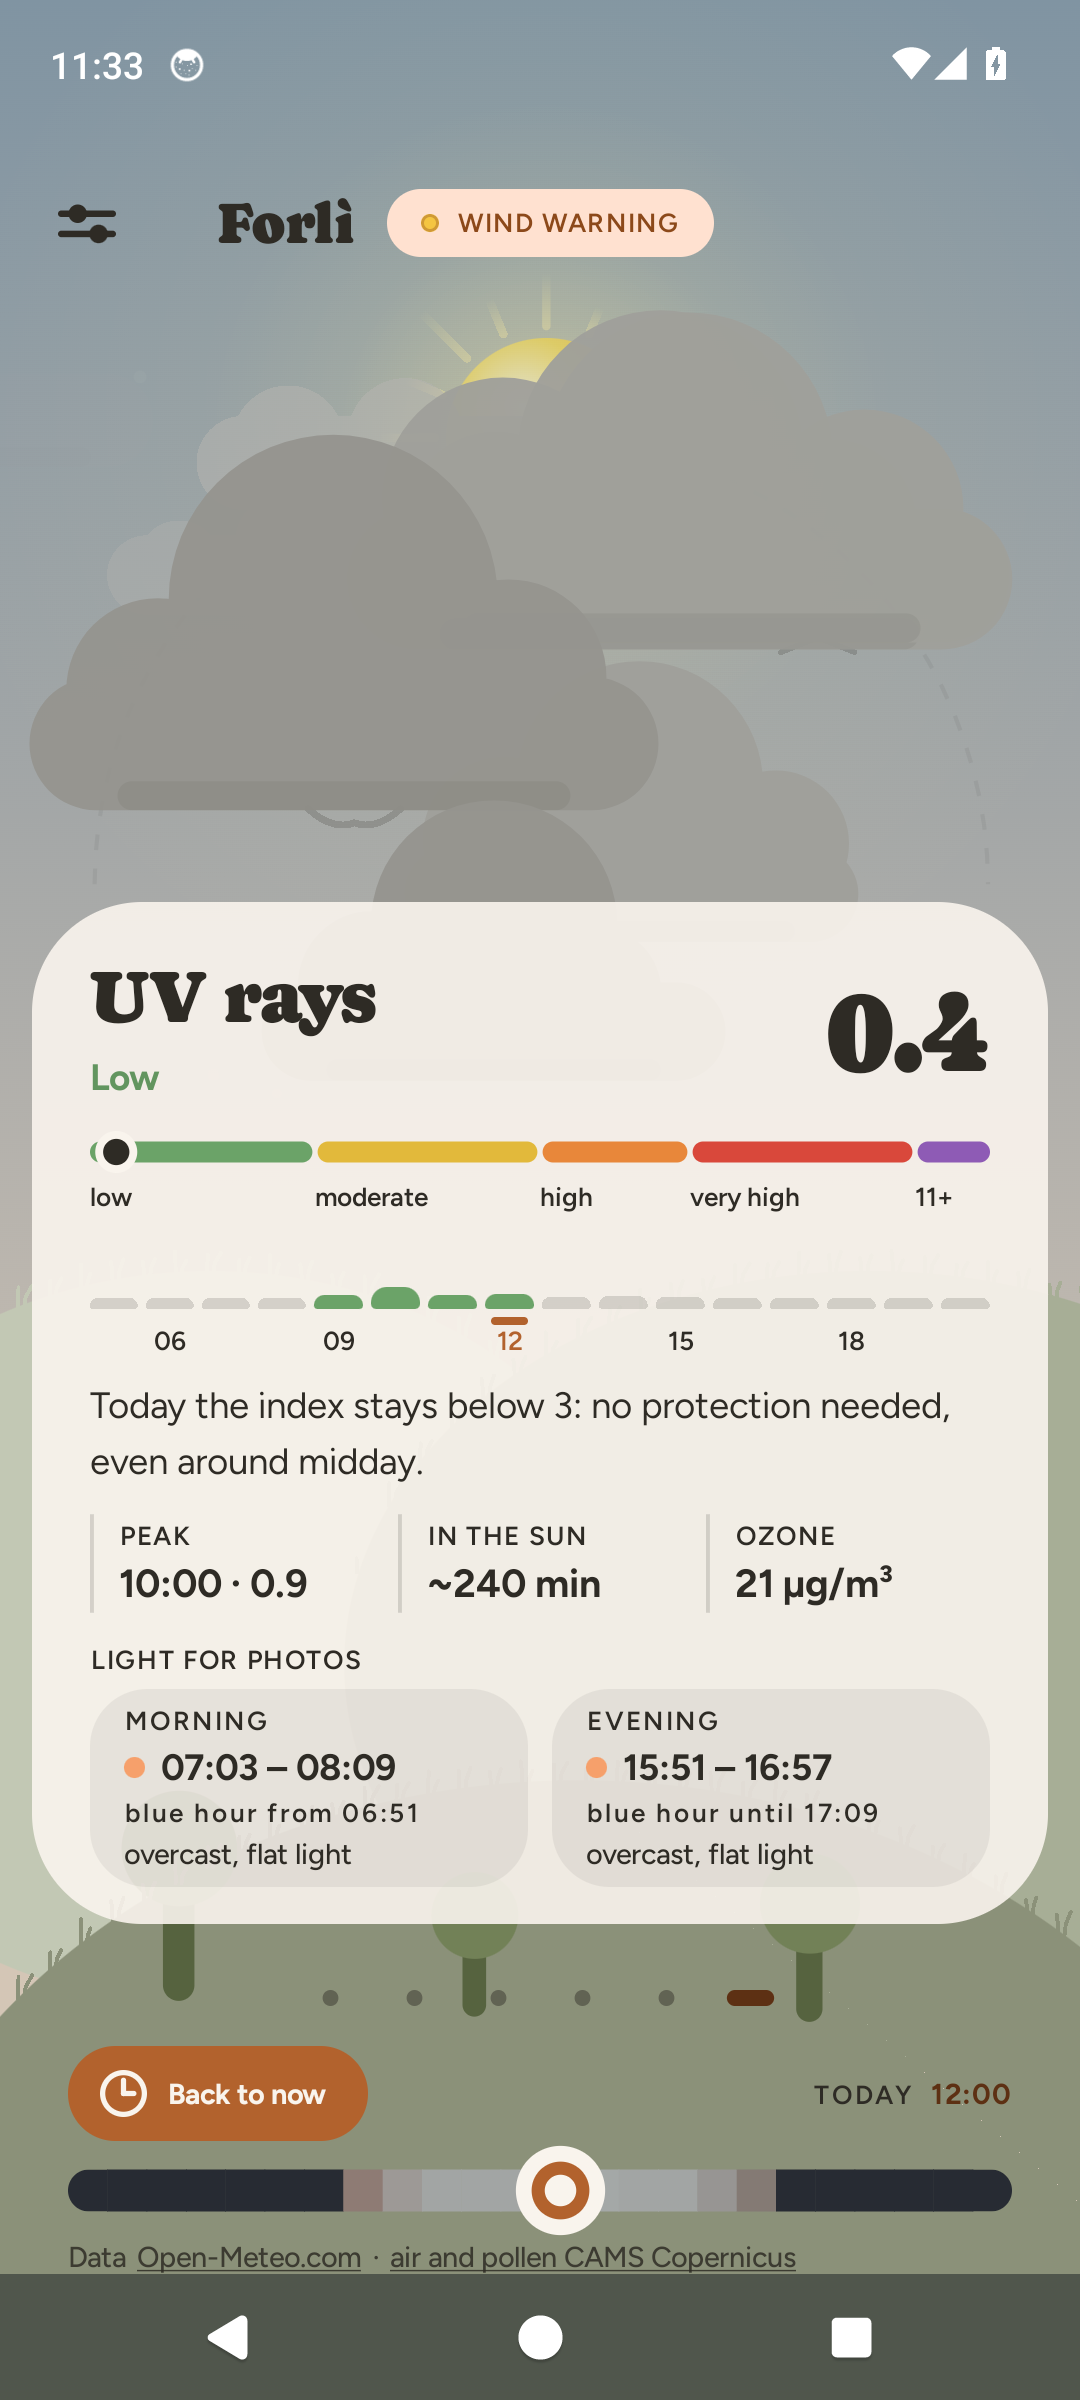 11:33
Forlì
WIND WARNING
UV rays
0.4
Low
low moderate high very high 11+
06 09 12 15 18
Today the index stays below 3: no protection needed,
even around midday.
PEAK
10:00 · 0.9
IN THE SUN
~240 min
OZONE
21 µg/m³
LIGHT FOR PHOTOS
MORNING
07:03 – 08:09
blue hour from 06:51
overcast, flat light
EVENING
15:51 – 16:57
blue hour until 17:09
overcast, flat light
Back to now
TODAY 12:00
Data Open-Meteo.com · air and pollen CAMS Copernicus